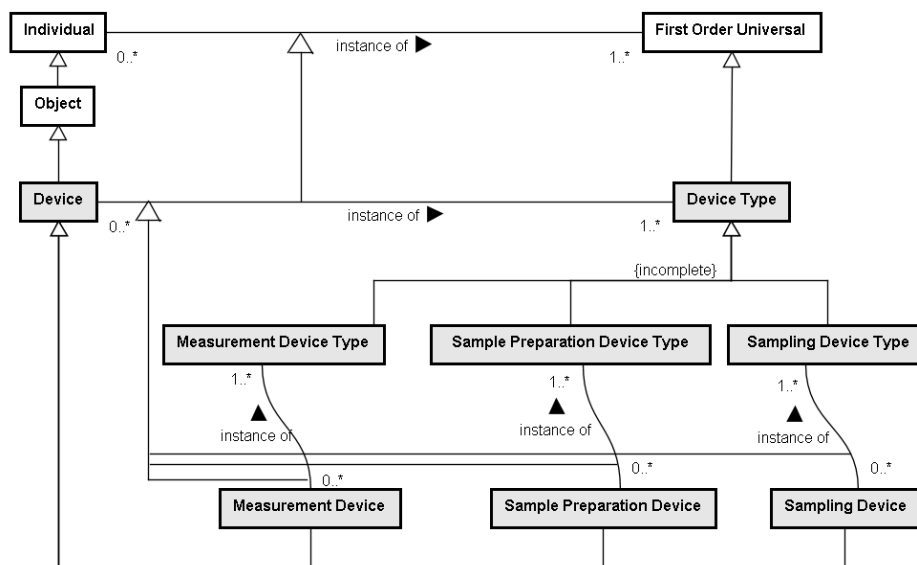 Individual
First Order Universal
0..*
instance of
1..*
Object
Device
Device Type
0..*
instance of
1..*
{incomplete}
Measurement Device Type
Sample Preparation Device Type
Sampling Device Type
1..*
1..*
1..*
instance of
instance of
instance of
0..*
0..*
0..*
Measurement Device
Sample Preparation Device
Sampling Device